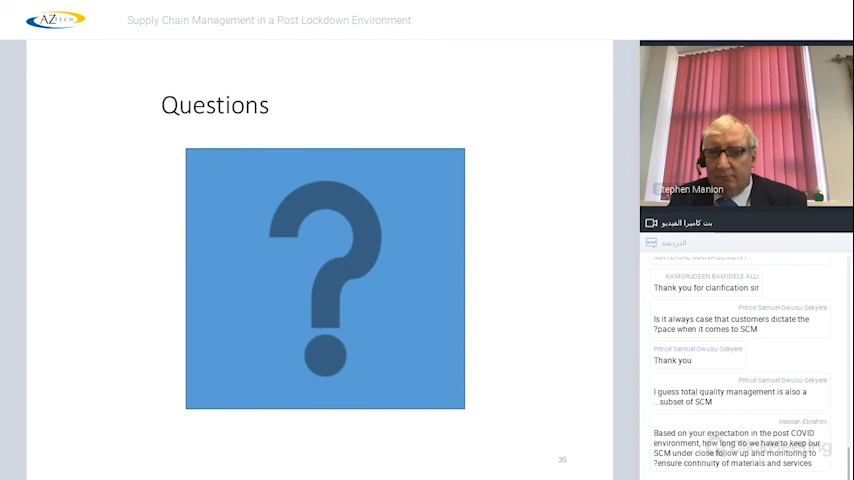 AZTECH
Supply Chain Management in a Post Lockdown Environment
Questions
?
35
Stephen Manion
بث كاميرا الفيديو
الدردشة
MATERIAL MANAGEMENT
KAMORUDEEN BAMIDELE ALLI
Thank you for clarification sir
Prince Samuel Owusu-Sekyere
Is it always case that customers dictate the
?pace when it comes to SCM
Prince Samuel Owusu-Sekyere
Thank you
Prince Samuel Owusu-Sekyere
I guess total quality management is also a
...subset of SCM
Hassan Ebrahim
Based on your expectation in the post COVID
environment, how long do we have to keep our
SCM under close follow up and monitoring to
?ensure continuity of materials and services